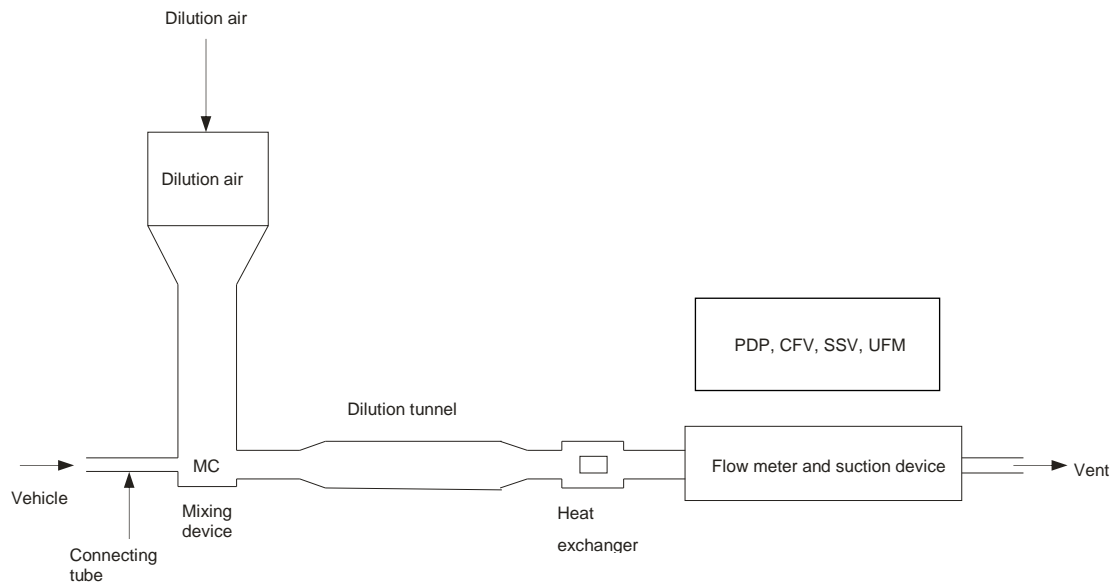 Dilution air
Dilution air
PDP, CFV, SSV, UFM
Dilution tunnel
MC
Flow meter and suction device
Vent
Vehicle
Mixing
device
Heat
exchanger
Connecting
tube